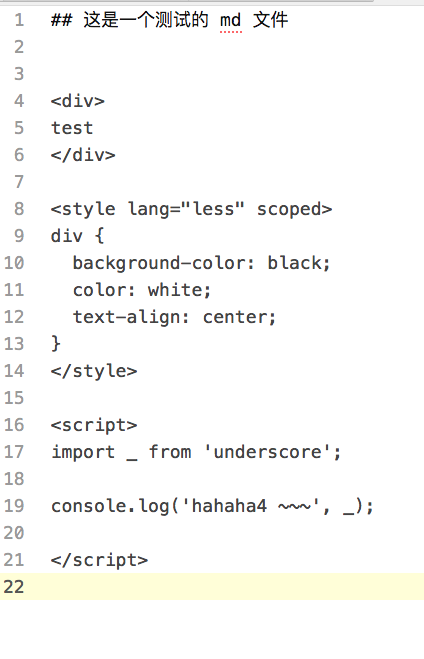 1 ## 这是一个测试的 md 文件
2
3
4 <div>
5 test
6 </div>
7
8 <style lang="less" scoped>
9 div {
10   background-color: black;
11   color: white;
12   text-align: center;
13 }
14 </style>
15
16 <script>
17 import _ from 'underscore';
18
19 console.log('hahaha4 ~~~', _);
20
21 </script>
22